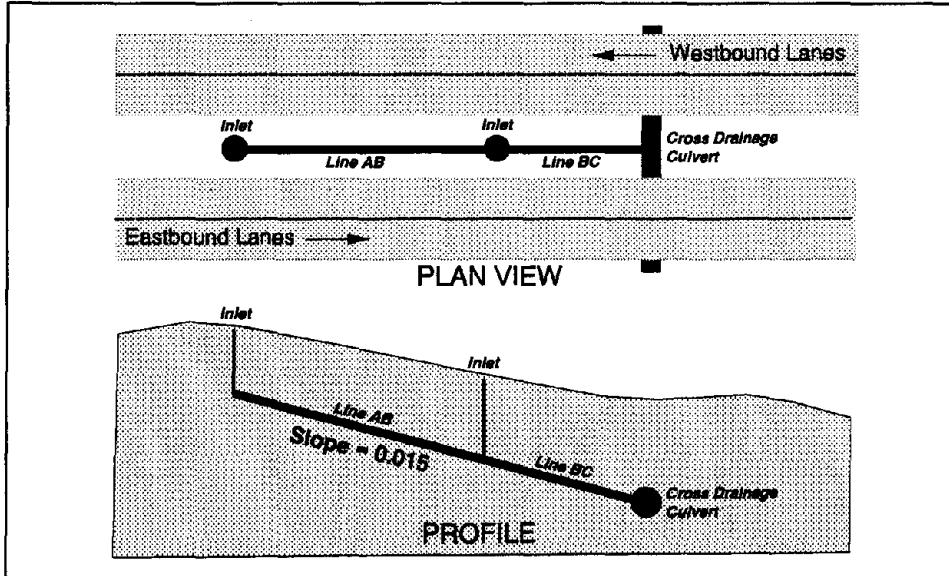 Westbound Lanes
Inlet
Inlet
Line AB
Line BC
Cross Drainage
Culvert
Eastbound Lanes
PLAN VIEW
Inlet
Inlet
Line AB
Slope = 0.015
Line BC
Cross Drainage
Culvert
PROFILE